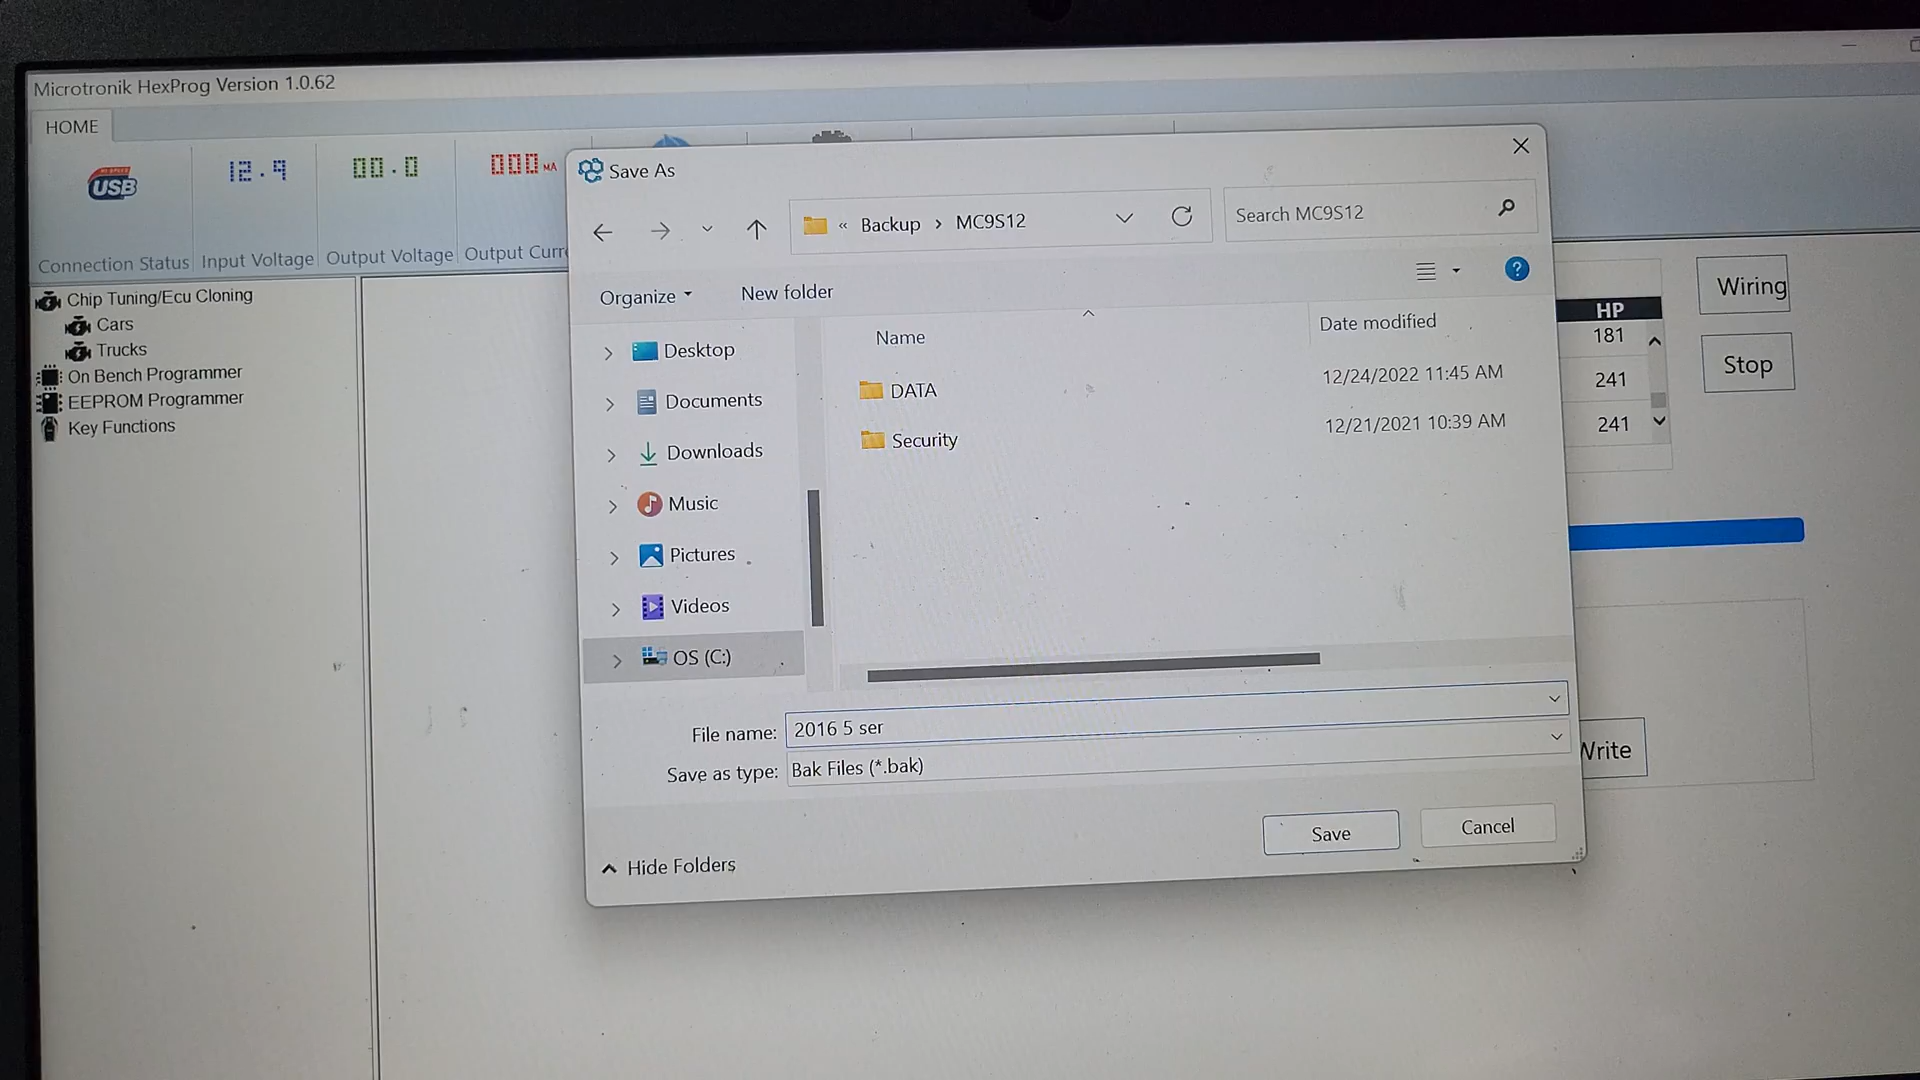 Microtronik HexProg Version 1.0.62
HOME
USB
12.9
00.0
000 MA
Connection Status
Input Voltage
Output Voltage
Output Curr
Chip Tuning/Ecu Cloning
Cars
Trucks
On Bench Programmer
EEPROM Programmer
Key Functions
Save As
« Backup › MC9S12
Search MC9S12
Organize
New folder
Name
Date modified
Desktop
Documents
Downloads
Music
Pictures
Videos
OS (C:)
DATA
12/24/2022 11:45 AM
Security
12/21/2021 10:39 AM
File name: 2016 5 ser
Save as type: Bak Files (*.bak)
Hide Folders
Save
Cancel
HP
181
241
241
Wiring
Stop
Write